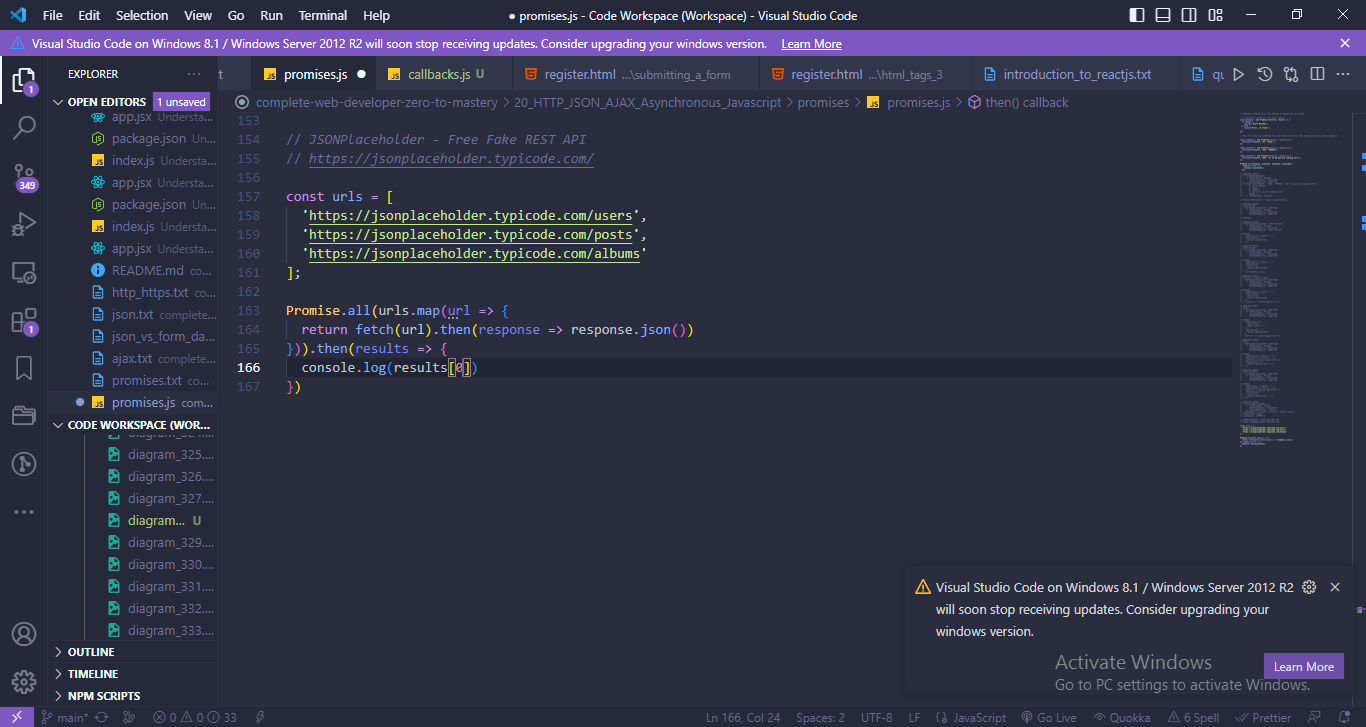 File Edit Selection View Go Run Terminal Help
● promises.js - Code Workspace (Workspace) - Visual Studio Code
Visual Studio Code on Windows 8.1 / Windows Server 2012 R2 will soon stop receiving updates. Consider upgrading your windows version. Learn More
EXPLORER ···
t
promises.js ●
callbacks.js U
register.html ...\submitting_a_form
register.html ...\html_tags_3
introduction_to_reactjs.txt
qu
OPEN EDITORS 1 unsaved
app.jsx Understa...
package.json Un...
index.js Understa...
app.jsx Understa...
package.json Un...
index.js Understa...
app.jsx Understa...
README.md co...
http_https.txt co...
json.txt complete...
json_vs_form_da...
ajax.txt complete...
promises.txt co...
promises.js com...
CODE WORKSPACE (WOR...
diagram_324....
diagram_325....
diagram_326....
diagram_327....
diagram... U
diagram_329....
diagram_330....
diagram_331....
diagram_332....
diagram_333....
OUTLINE
TIMELINE
NPM SCRIPTS
1
349
1
complete-web-developer-zero-to-mastery > 20_HTTP_JSON_AJAX_Asynchronous_Javascript > promises > JS promises.js > then() callback
153
154 // JSONPlaceholder - Free Fake REST API
155 // https://jsonplaceholder.typicode.com/
156
157 const urls = [
158 'https://jsonplaceholder.typicode.com/users',
159 'https://jsonplaceholder.typicode.com/posts',
160 'https://jsonplaceholder.typicode.com/albums'
161 ];
162
163 Promise.all(urls.map(url => {
164 return fetch(url).then(response => response.json())
165 })).then(results => {
166 console.log(results[0])
167 })
Visual Studio Code on Windows 8.1 / Windows Server 2012 R2
will soon stop receiving updates. Consider upgrading your
windows version.
Learn More
Activate Windows
Go to PC settings to activate Windows.
main* 0 0 33
Ln 166, Col 24 Spaces: 2 UTF-8 LF {} JavaScript Go Live Quokka 6 Spell Prettier